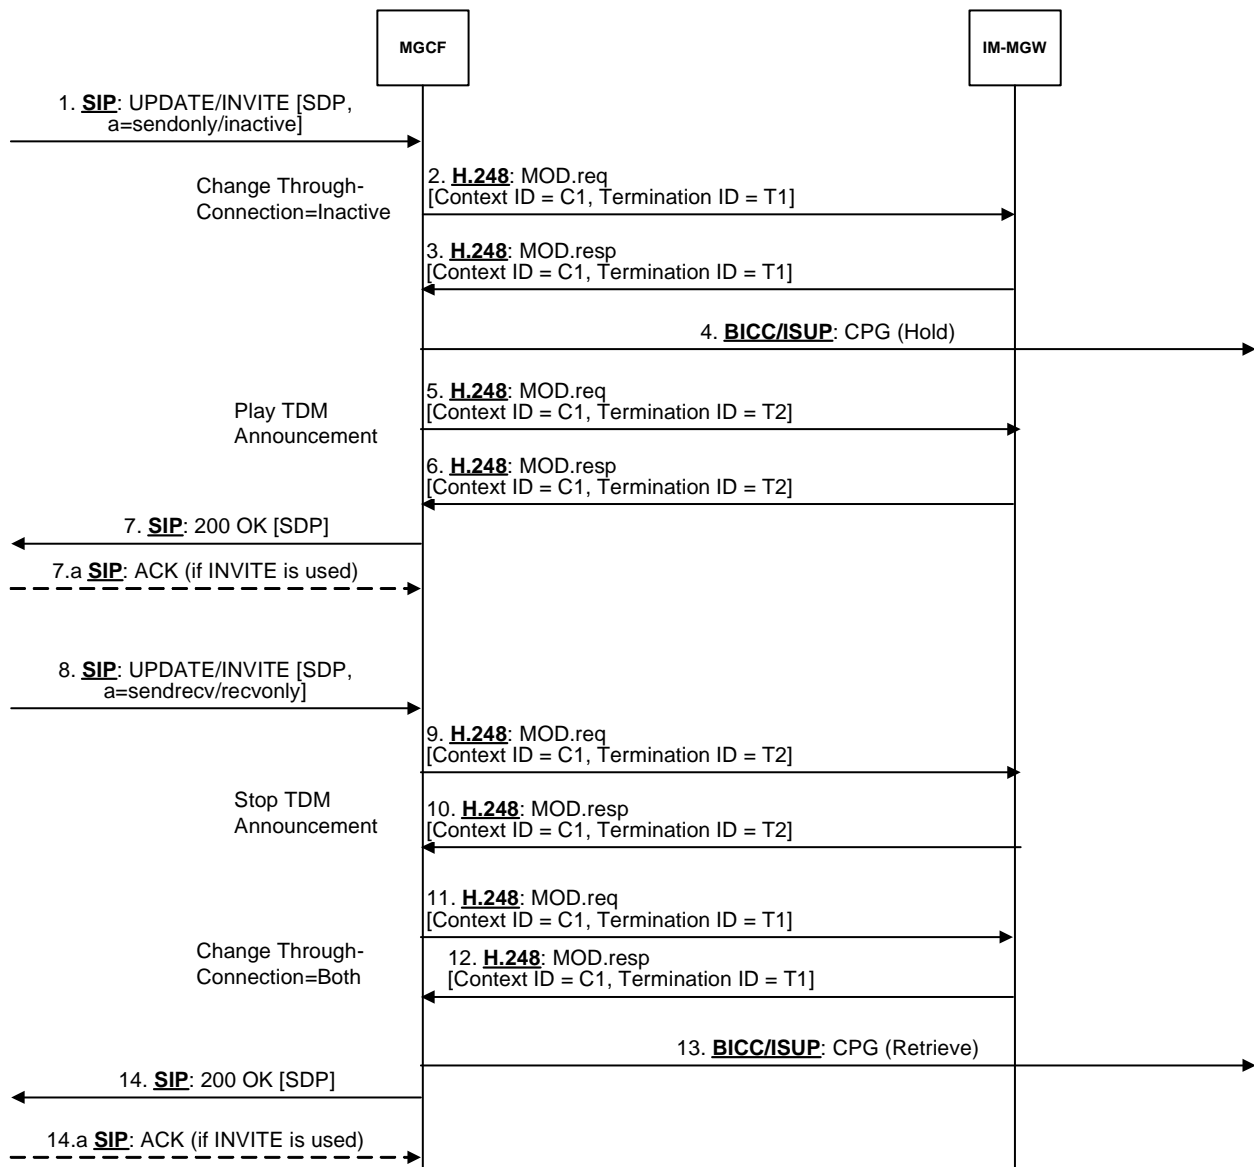 MGCF
IM-MGW
1. SIP: UPDATE/INVITE [SDP,
a=sendonly/inactive]
Change Through-
Connection=Inactive
2. H.248: MOD.req
[Context ID = C1, Termination ID = T1]
3. H.248: MOD.resp
[Context ID = C1, Termination ID = T1]
4. BICC/ISUP: CPG (Hold)
Play TDM
Announcement
5. H.248: MOD.req
[Context ID = C1, Termination ID = T2]
6. H.248: MOD.resp
[Context ID = C1, Termination ID = T2]
7. SIP: 200 OK [SDP]
7.a SIP: ACK (if INVITE is used)
8. SIP: UPDATE/INVITE [SDP,
a=sendrecv/recvonly]
9. H.248: MOD.req
[Context ID = C1, Termination ID = T2]
Stop TDM
Announcement
10. H.248: MOD.resp
[Context ID = C1, Termination ID = T2]
11. H.248: MOD.req
[Context ID = C1, Termination ID = T1]
Change Through-
Connection=Both
12. H.248: MOD.resp
[Context ID = C1, Termination ID = T1]
13. BICC/ISUP: CPG (Retrieve)
14. SIP: 200 OK [SDP]
14.a SIP: ACK (if INVITE is used)